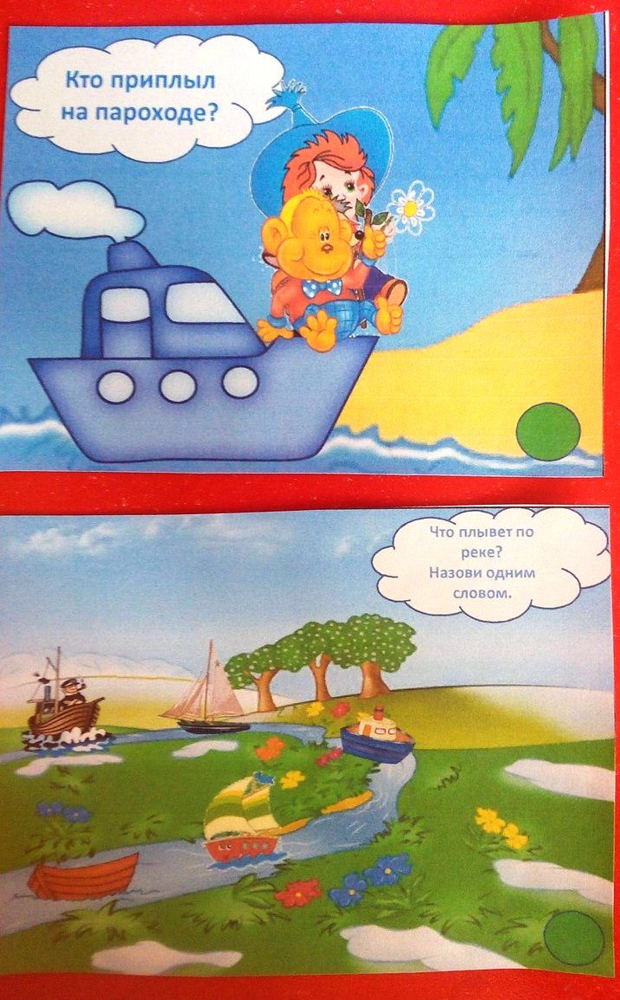 Кто приплыл
на пароходе?
Что плывет по
реке?
Назови одним
словом.